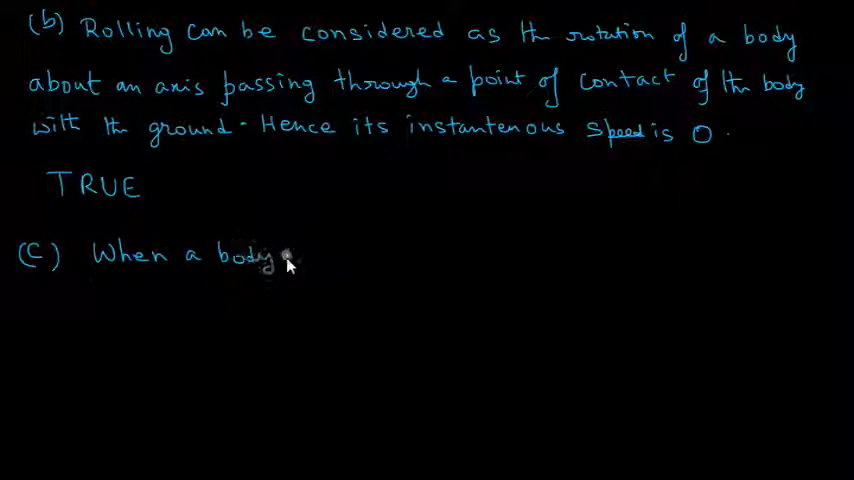 (b) Rolling can be considered as the rotation of a body
about an axis passing through a point of contact of the body
with the ground. Hence its instantenous speed is 0.
TRUE
(C) When a body